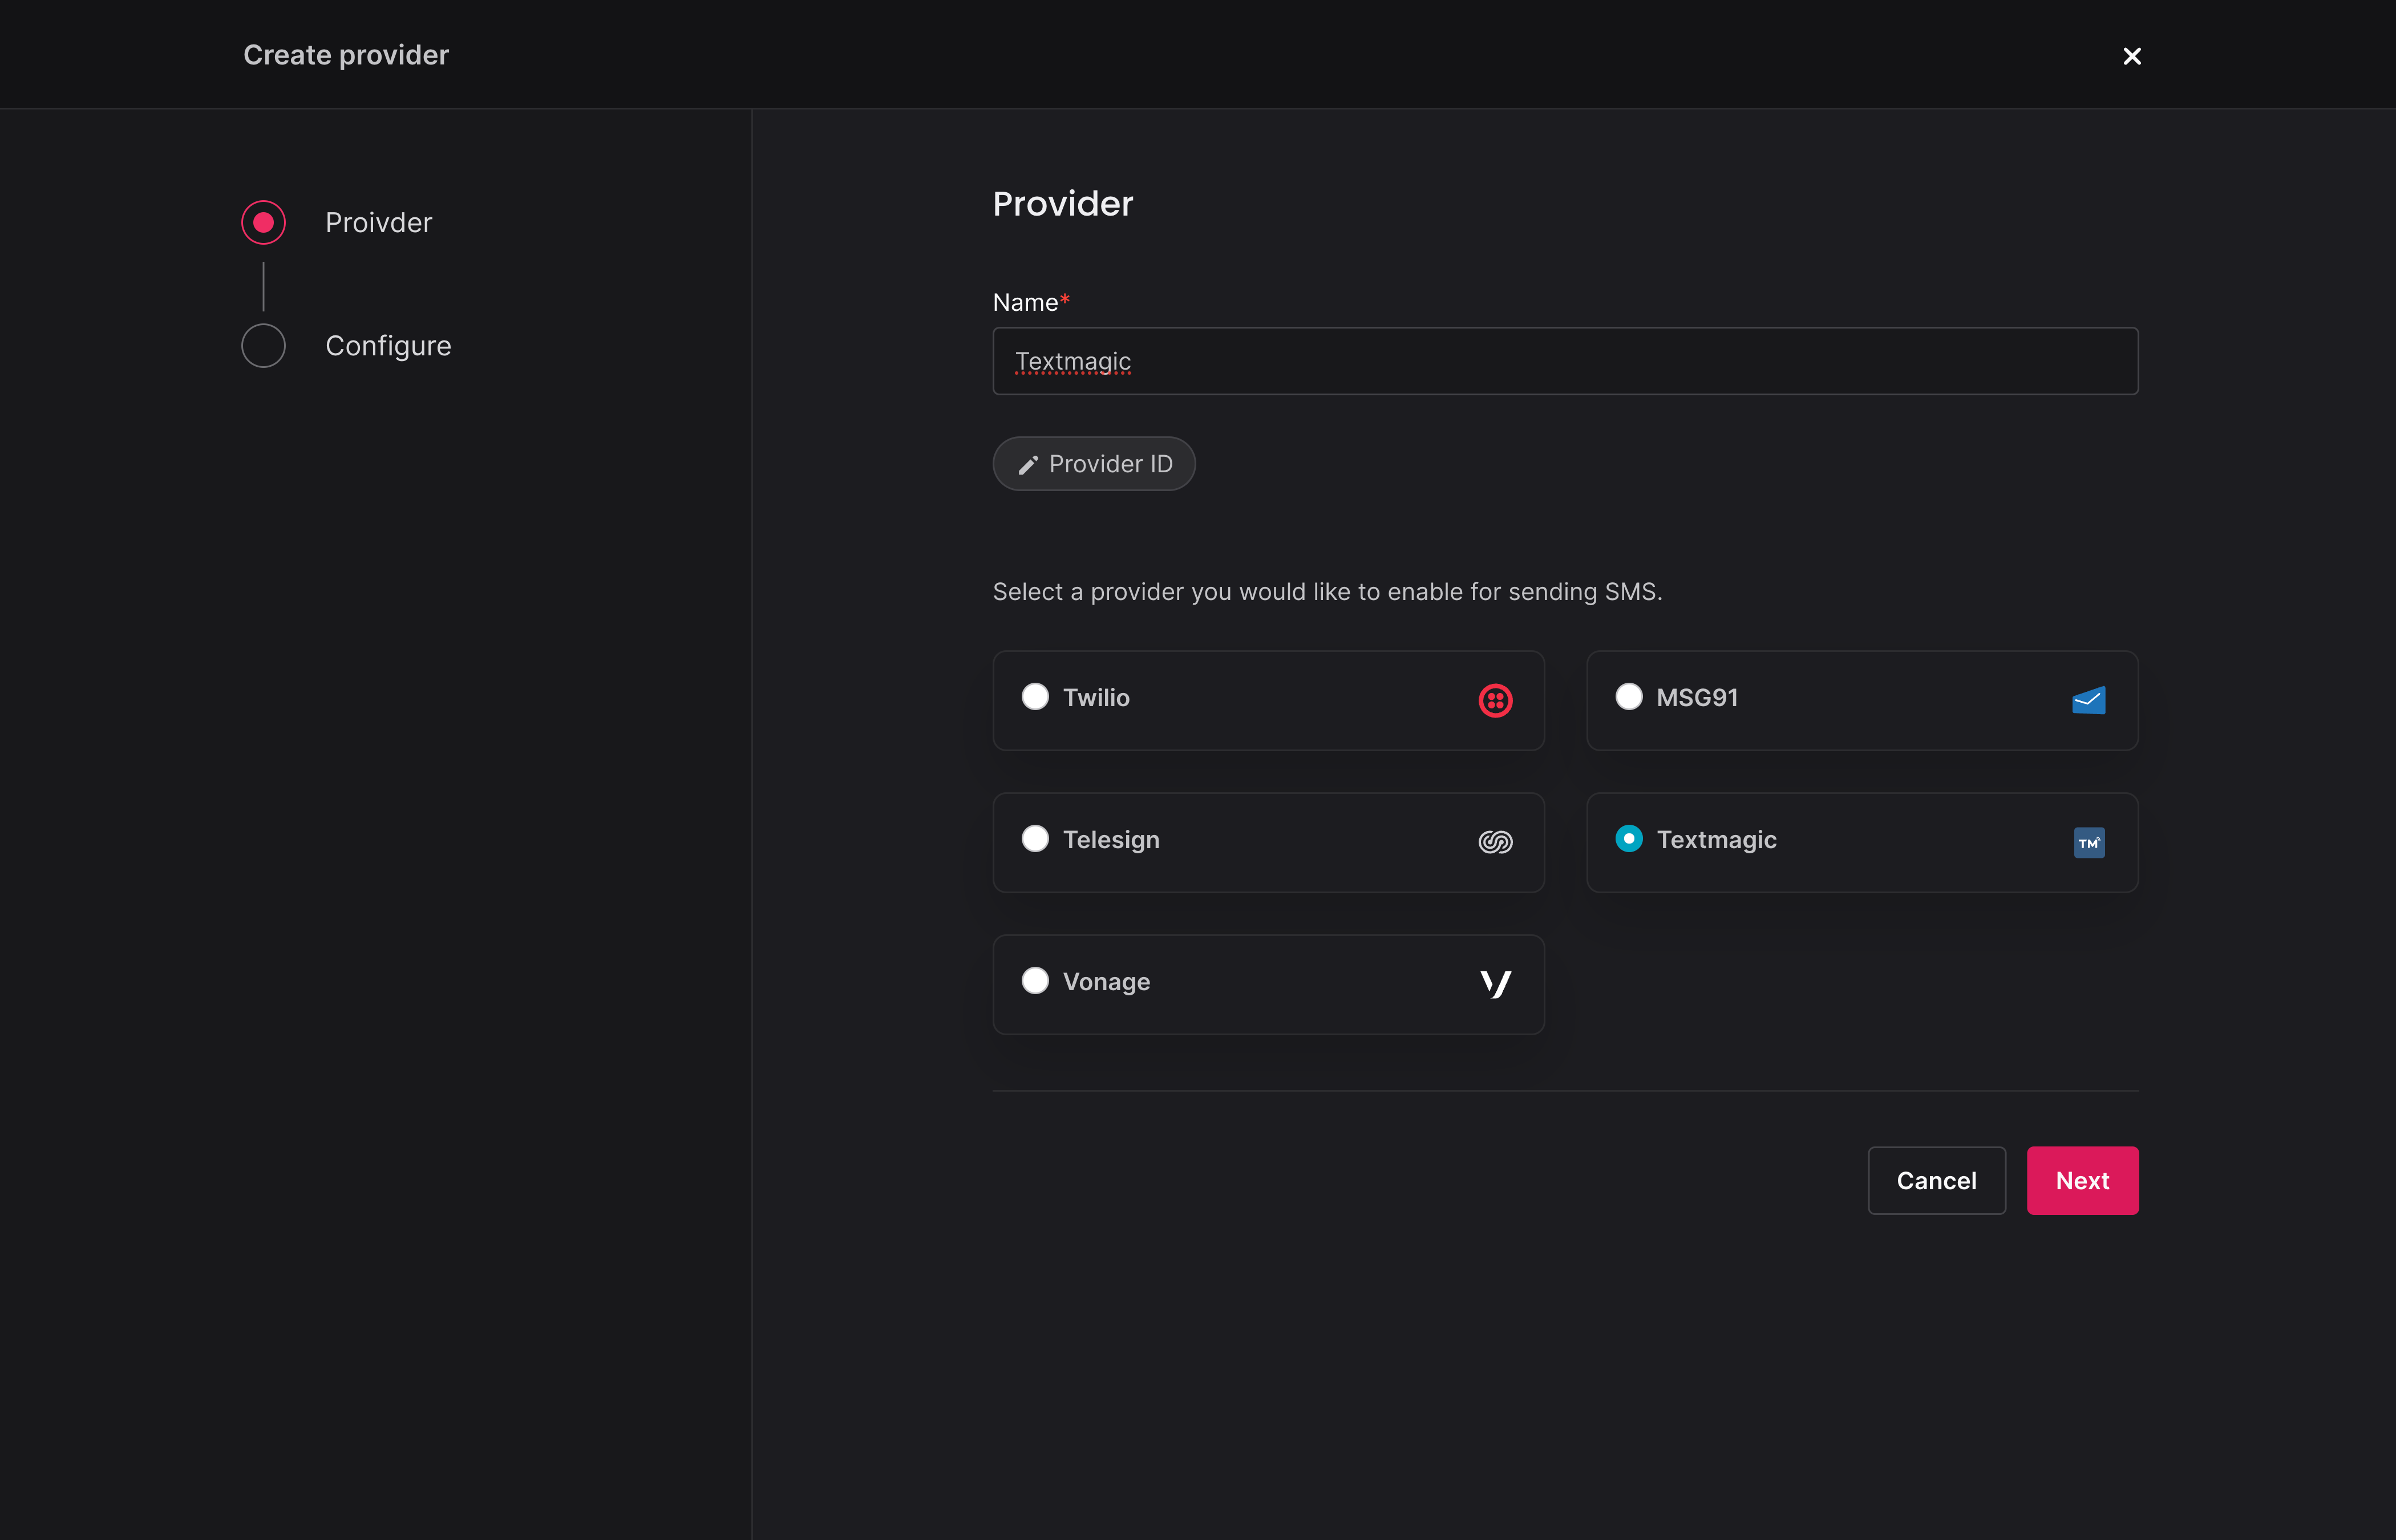 Create provider
Proivder
Configure
Provider
Name*
Textmagic
Provider ID
Select a provider you would like to enable for sending SMS.
Twilio
MSG91
Telesign
Textmagic
TM
Vonage
Cancel
Next